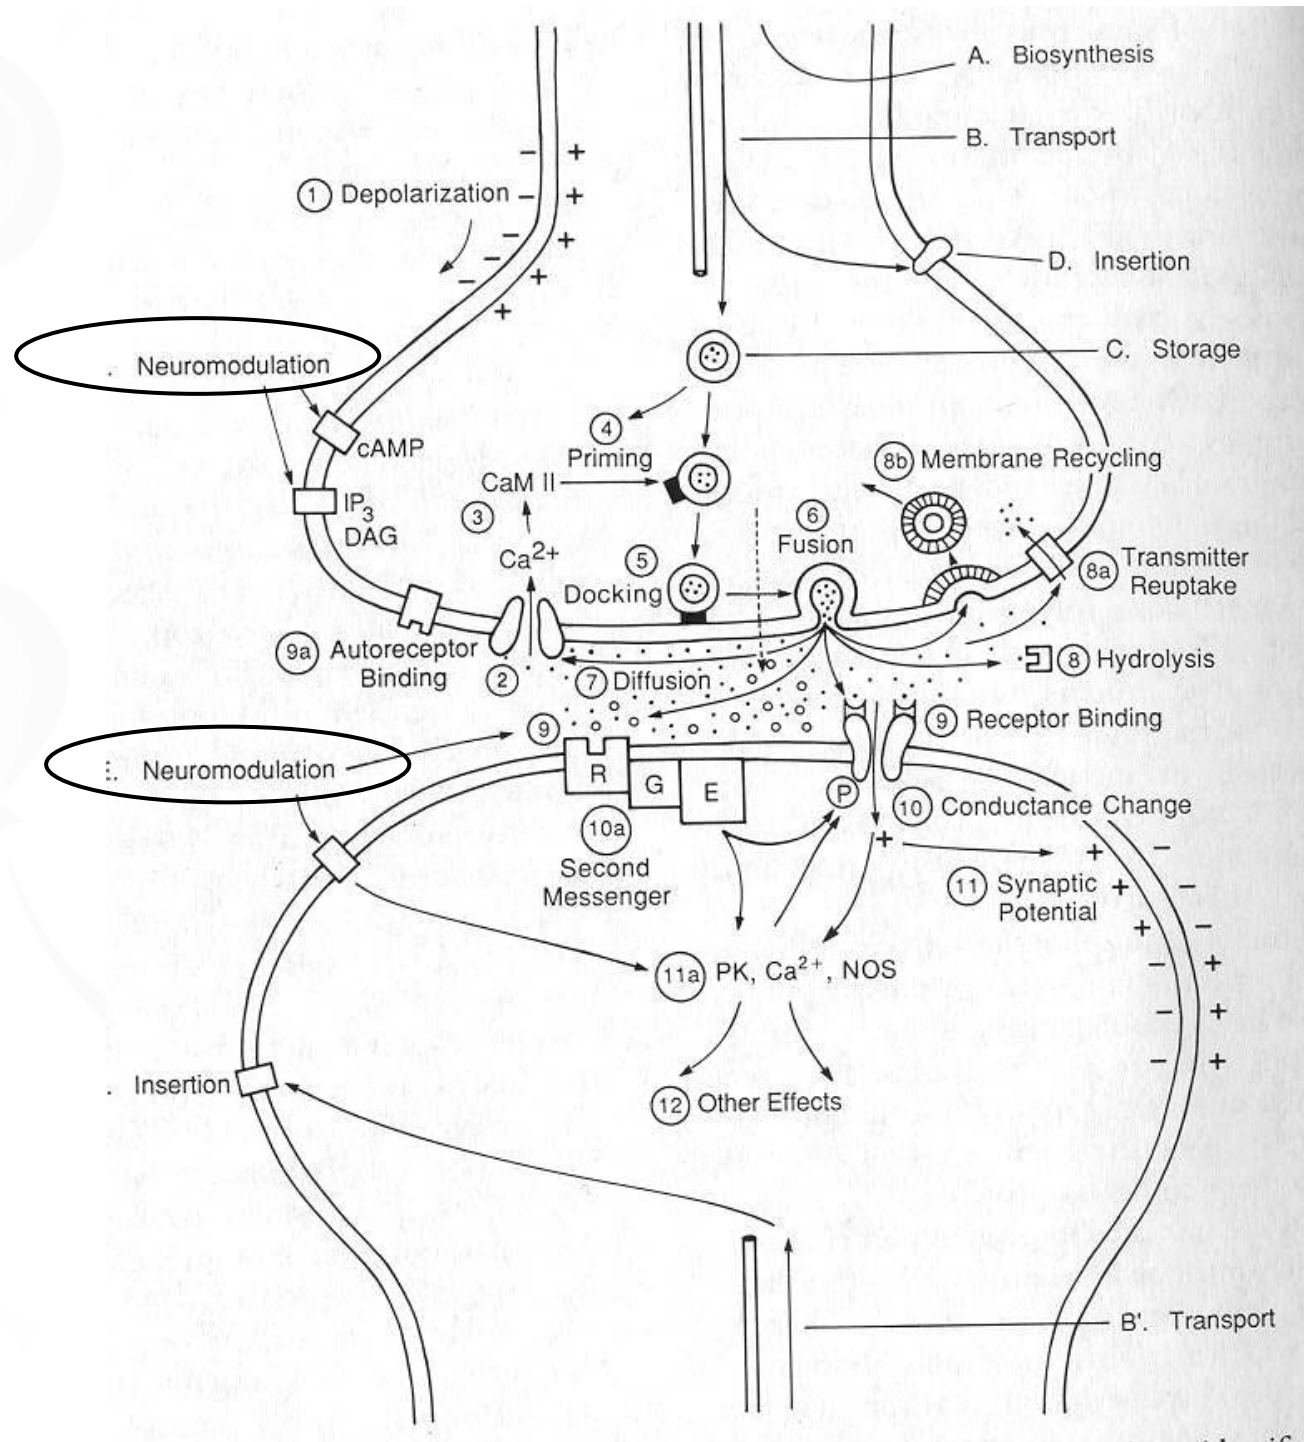 A. Biosynthesis
B. Transport
① Depolarization
− +
− +
− +
− +
−
+
D. Insertion
C. Storage
Neuromodulation
④
Priming
CaM II
cAMP
IP3
DAG
③
Ca2+
8b Membrane Recycling
⑥
Fusion
⑤
Docking
8a Transmitter
Reuptake
9a Autoreceptor
Binding
②
⑦ Diffusion
⑧ Hydrolysis
⑨
⑨ Receptor Binding
E. Neuromodulation
R
G
E
P
⑩ Conductance Change
10a
Second
Messenger
+
+ −
⑪ Synaptic
Potential
+ −
+ −
− +
− +
− +
11a PK, Ca2+, NOS
Insertion
⑫ Other Effects
B'. Transport